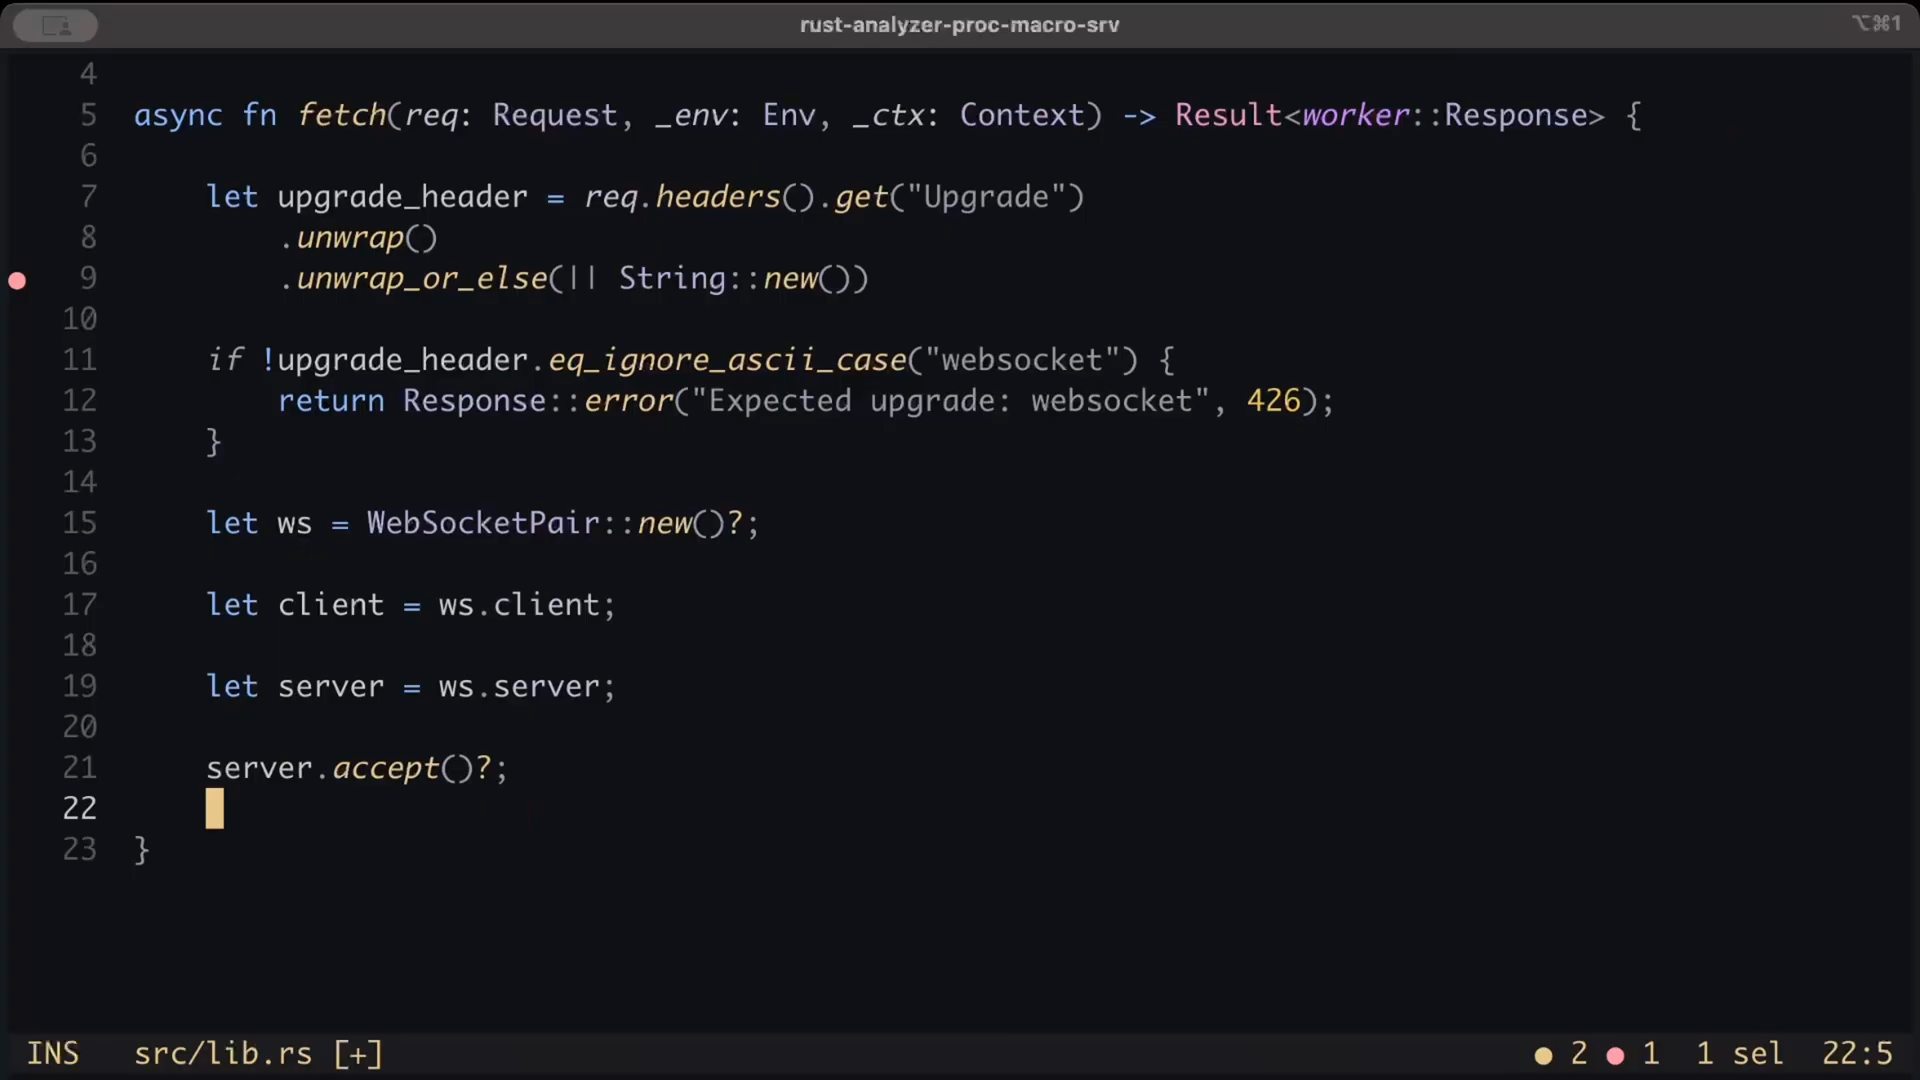 rust-analyzer-proc-macro-srv
⌥⌘1
4
5 async fn fetch(req: Request, _env: Env, _ctx: Context) -> Result<worker::Response> {
6
7     let upgrade_header = req.headers().get("Upgrade")
8         .unwrap()
9         .unwrap_or_else(|| String::new())
10
11     if !upgrade_header.eq_ignore_ascii_case("websocket") {
12         return Response::error("Expected upgrade: websocket", 426);
13     }
14
15     let ws = WebSocketPair::new()?;
16
17     let client = ws.client;
18
19     let server = ws.server;
20
21     server.accept()?;
22
23 }
INS src/lib.rs [+] ● 2 ● 1 1 sel 22:5